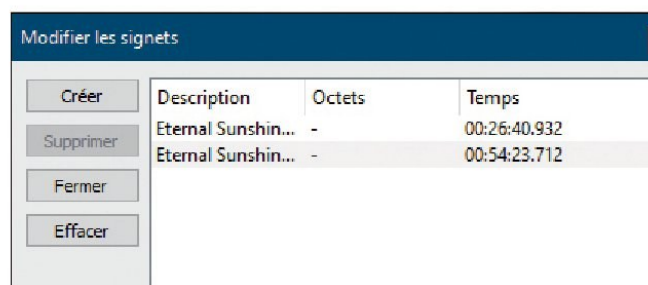 Modifier les signets
Créer
Supprimer
Fermer
Effacer
Description Octets Temps
Eternal Sunshin... - 00:26:40.932
Eternal Sunshin... - 00:54:23.712